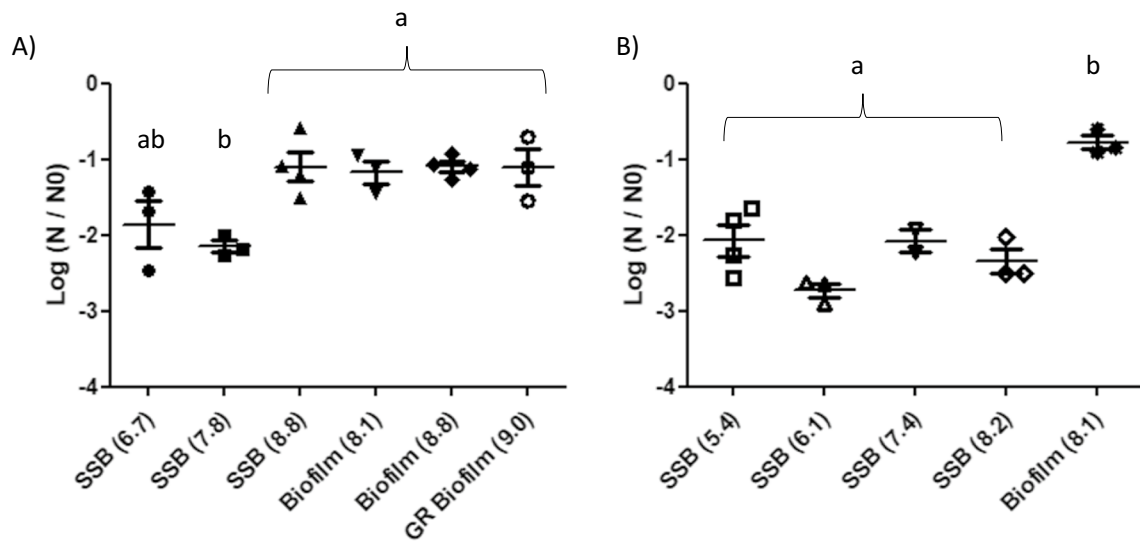 A)
a
ab
b
Log (N / N0)
-0
-1
-2
-3
-4
SSB (6.7)
SSB (7.8)
SSB (8.8)
Biofilm (8.1)
Biofilm (8.8)
GR Biofilm (9.0)
B)
a
b
Log (N / N0)
-0
-1
-2
-3
-4
SSB (5.4)
SSB (6.1)
SSB (7.4)
SSB (8.2)
Biofilm (8.1)